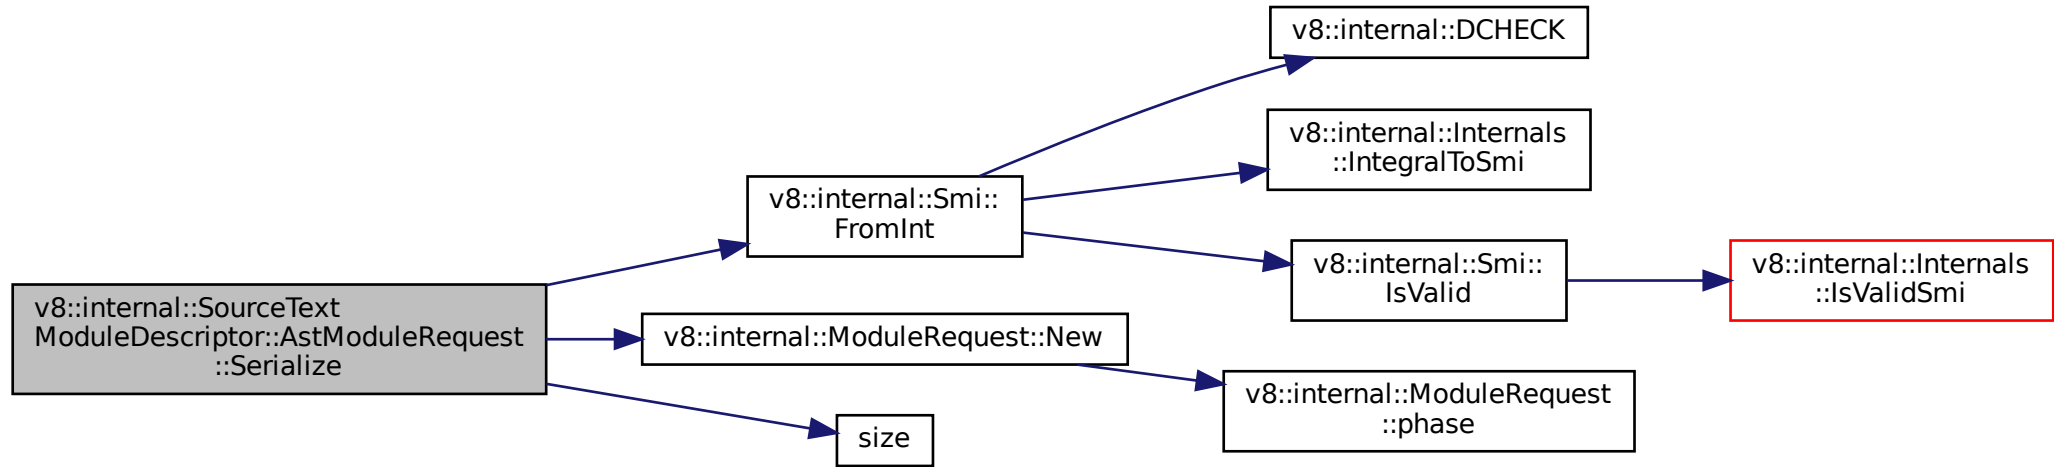 v8::internal::SourceText
ModuleDescriptor::AstModuleRequest
::Serialize
v8::internal::Smi::
FromInt
v8::internal::DCHECK
v8::internal::Internals
::IntegralToSmi
v8::internal::Smi::
IsValid
v8::internal::Internals
::IsValidSmi
v8::internal::ModuleRequest::New
v8::internal::ModuleRequest
::phase
size